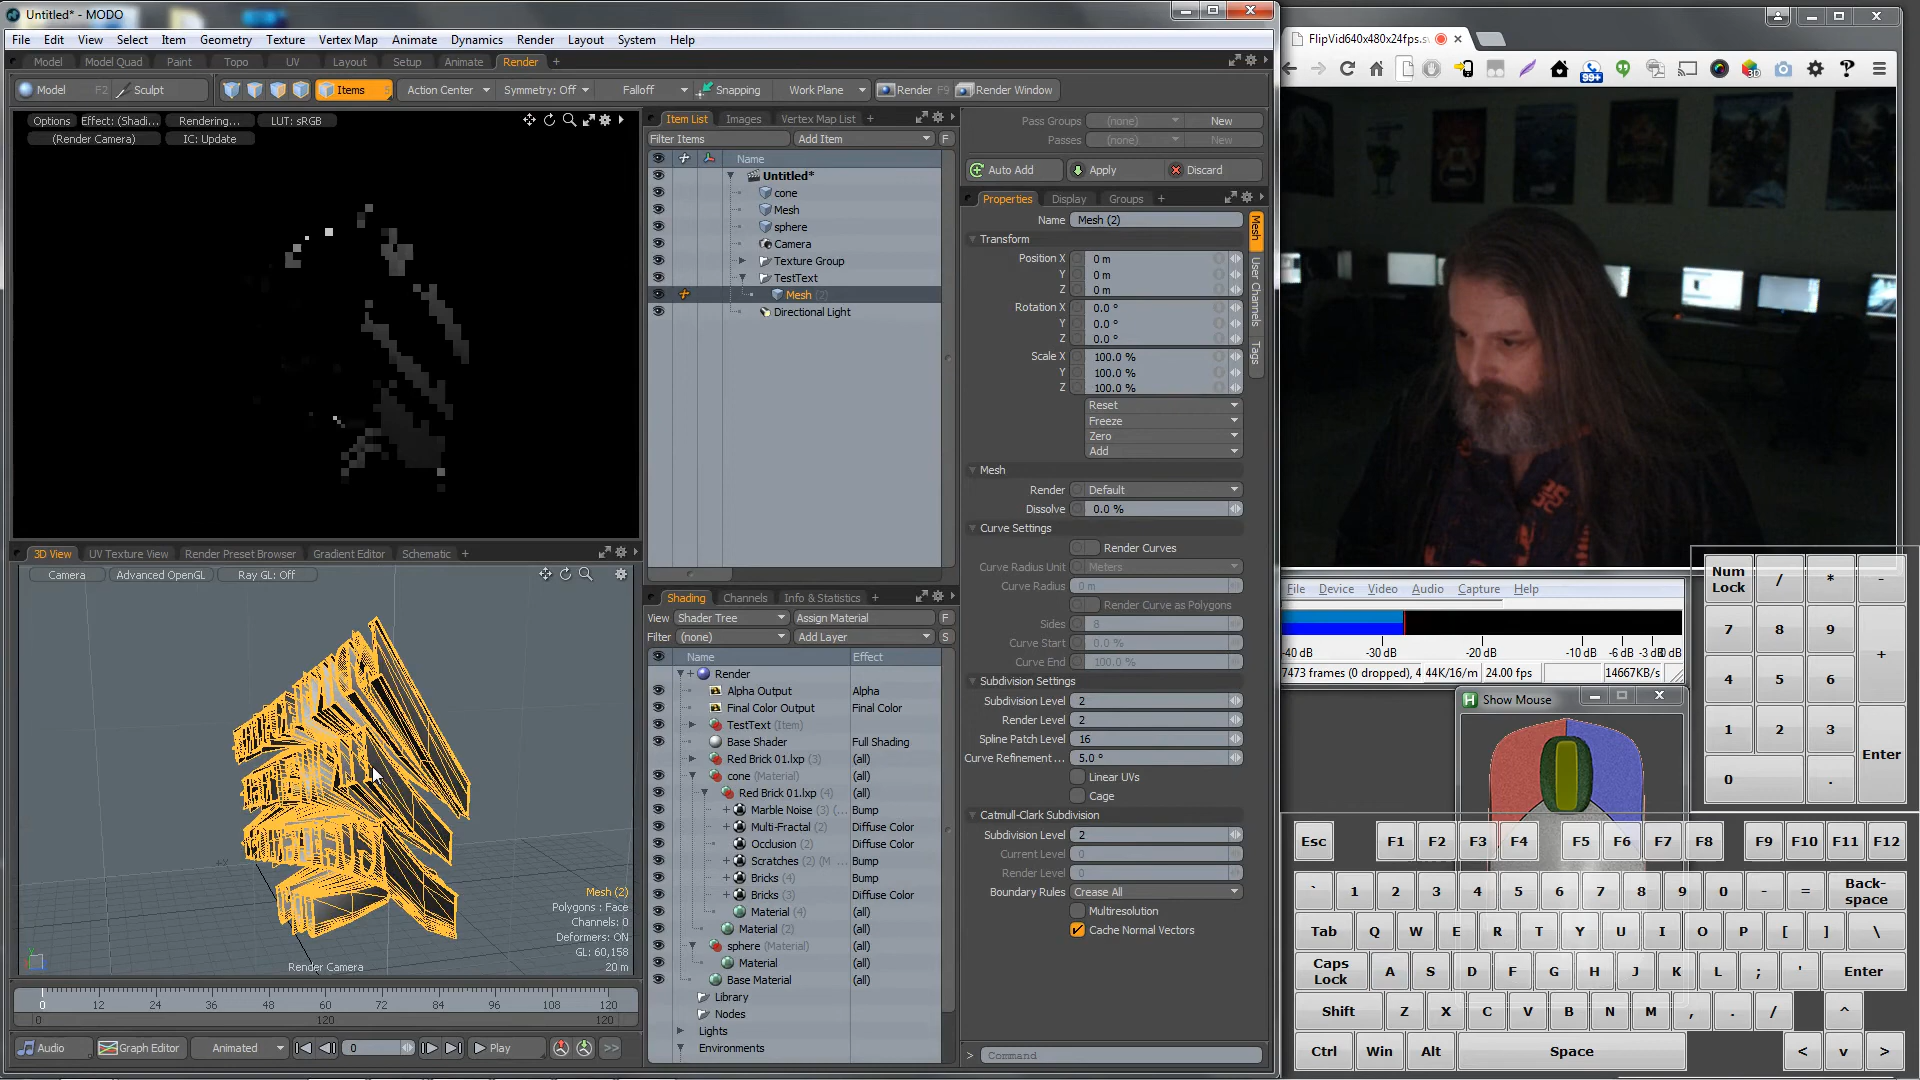 Untitled* - MODO
File Edit View Select Item Geometry Texture Vertex Map Animate Dynamics Render Layout System Help
Model Model Quad Paint Topo UV Layout Setup Animate Render +
Model F2 Sculpt Items 5 Action Center Symmetry: Off Falloff Snapping Work Plane Render F9 Render Window
Options Effect: (Shadi... Rendering... LUT: sRGB
(Render Camera) IC: Update
Item List Images Vertex Map List +
Filter Items Add Item F
Name
Untitled*
cone
Mesh
sphere
Camera
Texture Group
TestText
Mesh (2)
Directional Light
Pass Groups (none) New
Passes (none) New
Auto Add Apply Discard
Properties Display Groups +
Name Mesh (2)
Transform
Position X 0 m
Y 0 m
Z 0 m
Rotation X 0.0 °
Y 0.0 °
Z 0.0 °
Scale X 100.0 %
Y 100.0 %
Z 100.0 %
Reset
Freeze
Zero
Add
Mesh
Render Default
Dissolve 0.0 %
Curve Settings
Render Curves
Curve Radius Unit Meters
Curve Radius 0 m
Render Curve as Polygons
Sides 8
Curve Start 0.0 %
Curve End 100.0 %
Subdivision Settings
Subdivision Level 2
Render Level 2
Spline Patch Level 16
Curve Refinement ... 5.0 °
Linear UVs
Cage
Catmull-Clark Subdivision
Subdivision Level 2
Current Level 0
Render Level 0
Boundary Rules Crease All
Multiresolution
Cache Normal Vectors
Command
Mesh
User Channels
Tags
3D View UV Texture View Render Preset Browser Gradient Editor Schematic +
Camera Advanced OpenGL Ray GL: Off
Mesh (2)
Polygons : Face
Channels: 0
Deformers: ON
GL: 60,158
20 m
Render Camera
0 12 24 36 48 60 72 84 96 108 120
0 120 120
Audio Graph Editor Animated 0 Play >>
Shading Channels Info & Statistics +
View Shader Tree Assign Material F
Filter (none) Add Layer S
Name Effect
Render
Alpha Output Alpha
Final Color Output Final Color
TestText (Item)
Base Shader Full Shading
Red Brick 01.lxp (3) (all)
cone (Material) (all)
Red Brick 01.lxp (4) (all)
Marble Noise (3) (... Bump
Multi-Fractal (2) Diffuse Color
Occlusion (2) Diffuse Color
Scratches (2) (M ... Bump
Bricks (4) Bump
Bricks (3) Diffuse Color
Material (4) (all)
Material (2) (all)
sphere (Material) (all)
Material (all)
Base Material (all)
Library
Nodes
Lights
Environments
FlipVid640x480x24fps.s
99+
File Device Video Audio Capture Help
-40 dB -30 dB -20 dB -10 dB -6 dB
7473 frames (0 dropped), 4 44K/16/m 24.00 fps 14667KB/s
Show Mouse
Num Lock / * -
7 8 9 +
4 5 6
1 2 3 Enter
0 .
Esc F1 F2 F3 F4 F5 F6 F7 F8 F9 F10 F11 F12
` 1 2 3 4 5 6 7 8 9 0 - = Back-space
Tab Q W E R T Y U I O P [ ] \
Caps Lock A S D F G H J K L ; ' Enter
Shift Z X C V B N M , . / ^
Ctrl Win Alt Space < v >